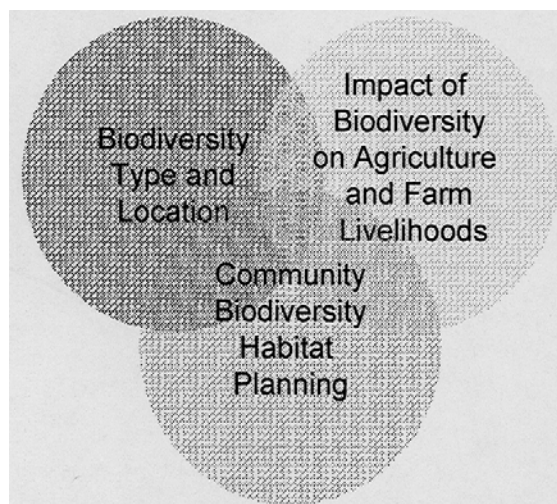 Biodiversity
Type and
Location
Impact of
Biodiversity
on Agriculture
and Farm
Livelihoods
Community
Biodiversity
Habitat
Planning